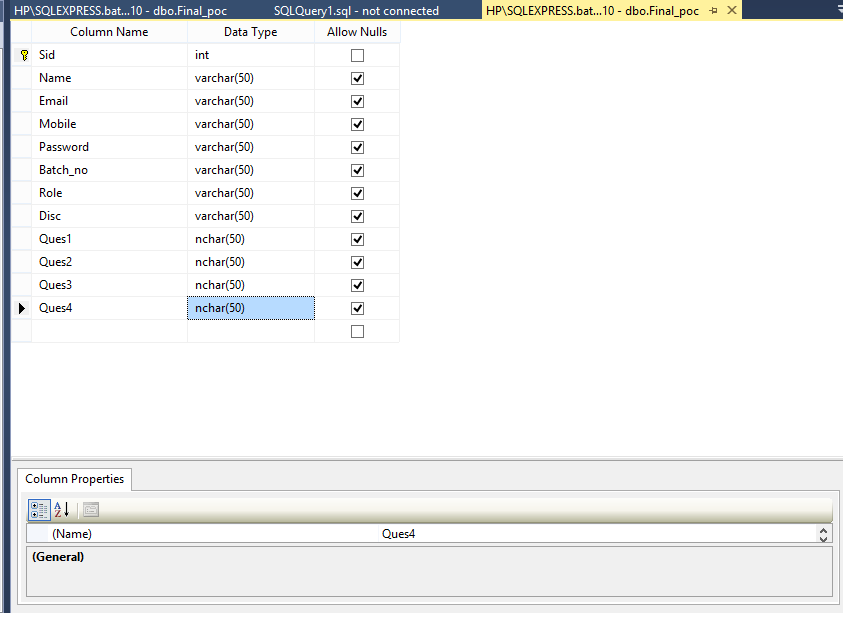 HP\SQLEXPRESS.bat...10 - dbo.Final_poc SQLQuery1.sql - not connected HP\SQLEXPRESS.bat...10 - dbo.Final_poc
Column Name Data Type Allow Nulls
Sid int
Name varchar(50)
Email varchar(50)
Mobile varchar(50)
Password varchar(50)
Batch_no varchar(50)
Role varchar(50)
Disc varchar(50)
Ques1 nchar(50)
Ques2 nchar(50)
Ques3 nchar(50)
Ques4 nchar(50)
Column Properties
(Name) Ques4
(General)